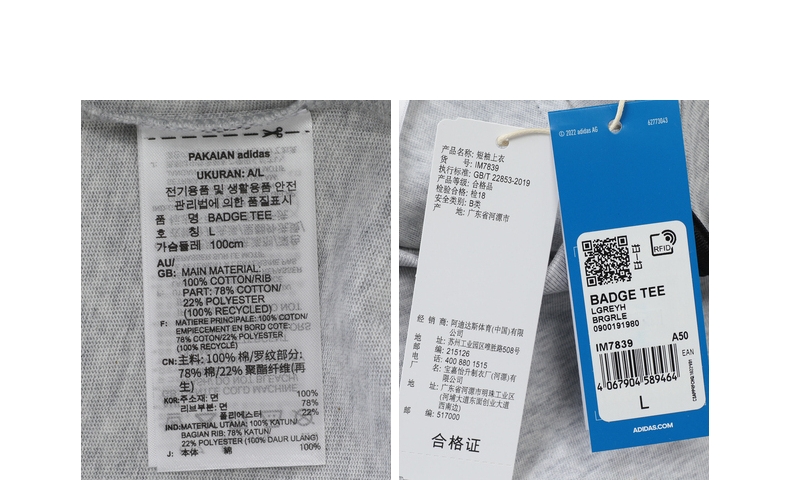 PAKAIAN adidas
UKURAN: A/L
전기용품 및 생활용품 안전
관리법에 의한 품질표시
품 명 BADGE TEE
호 칭 L
가슴둘레 100cm
AU/
GB: MAIN MATERIAL:
100% COTTON/RIB
PART: 78% COTTON/
22% POLYESTER
(100% RECYCLED)
F: MATIERE PRINCIPALE: 100% COTON/
EMPIECEMENT EN BORD COTE:
78% COTON/22% POLYESTER
(100% RECYCLÉ)
CN: 主料: 100% 棉/罗纹部分:
78% 棉/22% 聚酯纤维(再
生)
KOR: 주소재: 면 100%
리브부분: 면 78%
폴리에스터 22%
IND: MATERIAL UTAMA: 100% KATUN/
BAGIAN RIB: 78% KATUN/
22% POLYESTER (100% DAUR ULANG)
J: 本体 綿 100%
产品名称: 短袖上衣
货 号: IM7839
执行标准: GB/T 22853-2019
产品等级: 合格品
检验合格: 检18
安全类别: B类
产 地: 广东省河源市
经 销 商: 阿迪达斯体育(中国)有限
公司
地 址: 苏州工业园区唯胜路508号
邮 编: 215126
电 话: 400 880 1515
厂 名: 宝嘉怡升制衣厂(河源)有
限公司
地 址: 广东省河源市明珠工业区
(河埔大道东面创业大道
西南边)
邮 编: 517000
合格证
© 2022 adidas AG
62773043
RFID
BADGE TEE
LGREYH
BRGRLE
0900191980
IM7839 A50
EAN
4 067904 589464
L
ADIDAS.COM